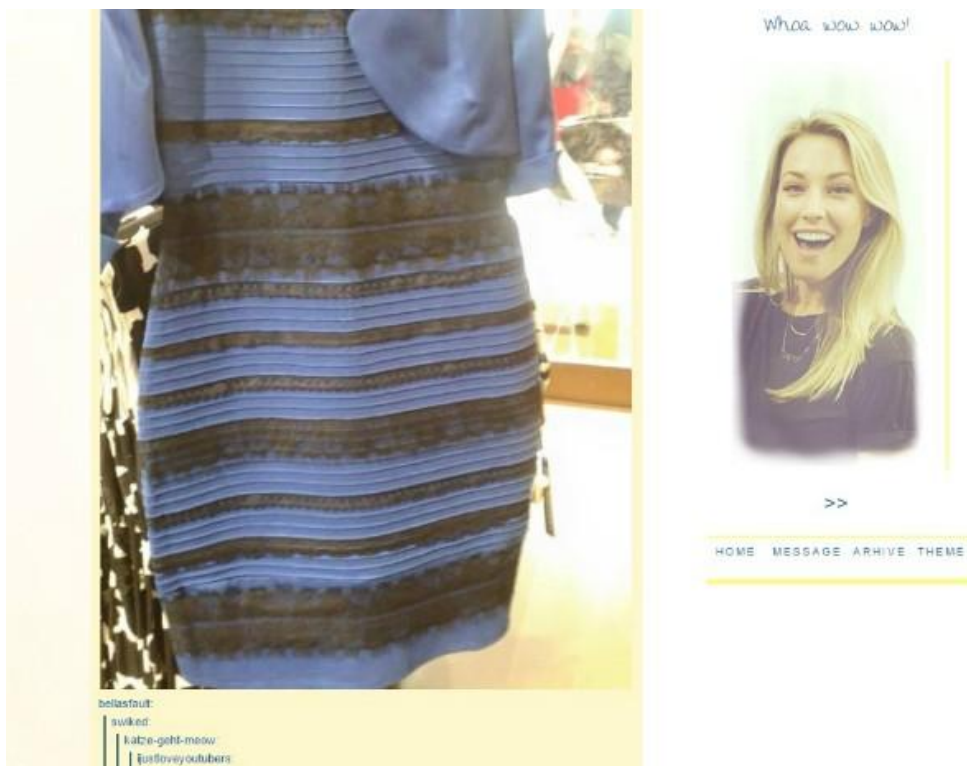 Whoa wow wow!
>>
HOME MESSAGE ARHIVE THEME
bellasfault:
swiked:
katze-geht-meow:
ijustloveyoutubers: